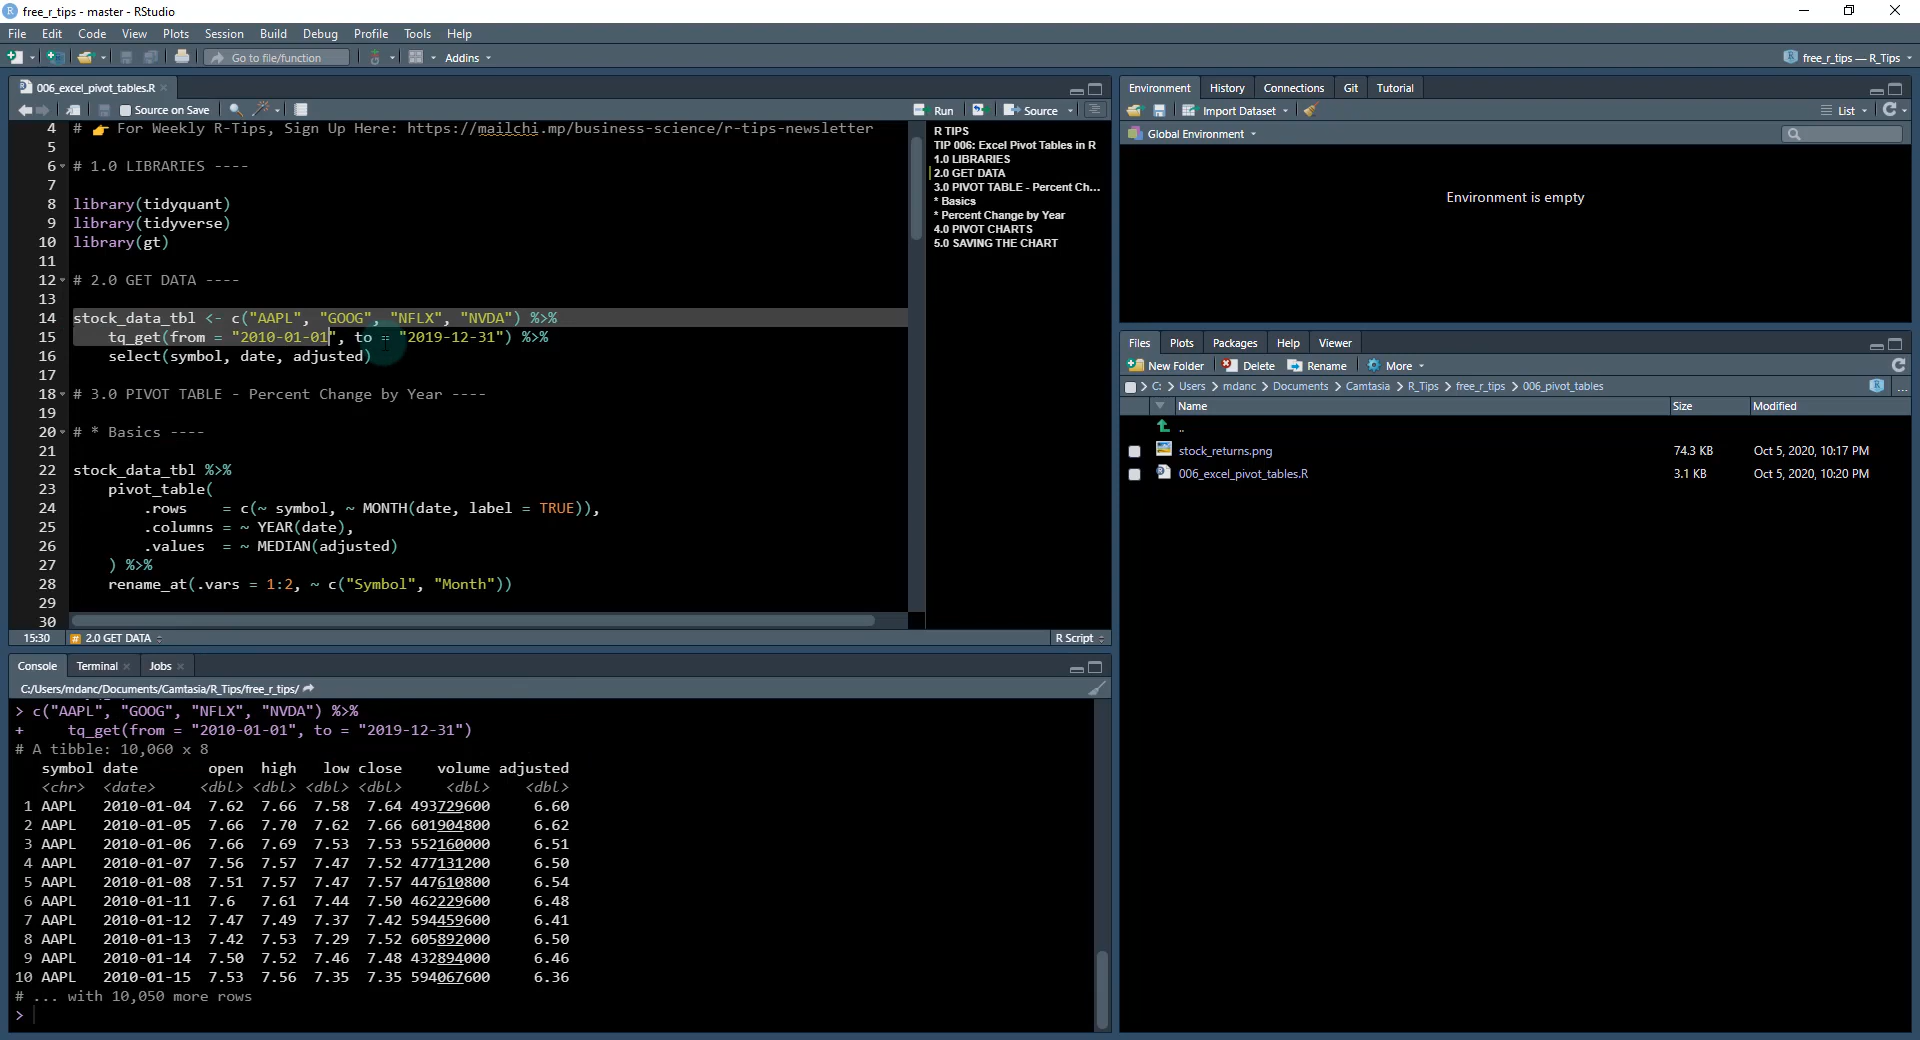 free_r_tips - master - RStudio
File Edit Code View Plots Session Build Debug Profile Tools Help
Go to file/function Addins free_r_tips — R_Tips
006_excel_pivot_tables.R
Source on Save Run Source
4 # 👉 For Weekly R-Tips, Sign Up Here: https://mailchi.mp/business-science/r-tips-newsletter
5
6 # 1.0 LIBRARIES ----
7
8 library(tidyquant)
9 library(tidyverse)
10 library(gt)
11
12 # 2.0 GET DATA ----
13
14 stock_data_tbl <- c("AAPL", "GOOG", "NFLX", "NVDA") %>%
15 tq_get(from = "2010-01-01", to = "2019-12-31") %>%
16 select(symbol, date, adjusted)
17
18 # 3.0 PIVOT TABLE - Percent Change by Year ----
19
20 # * Basics ----
21
22 stock_data_tbl %>%
23 pivot_table(
24 .rows = c(~ symbol, ~ MONTH(date, label = TRUE)),
25 .columns = ~ YEAR(date),
26 .values = ~ MEDIAN(adjusted)
27 ) %>%
28 rename_at(.vars = 1:2, ~ c("Symbol", "Month"))
29
30
15:30 # 2.0 GET DATA R Script
R TIPS
TIP 006: Excel Pivot Tables in R
1.0 LIBRARIES
2.0 GET DATA
3.0 PIVOT TABLE - Percent Ch...
* Basics
* Percent Change by Year
4.0 PIVOT CHARTS
5.0 SAVING THE CHART
Console Terminal Jobs
C:/Users/mdanc/Documents/Camtasia/R_Tips/free_r_tips/
> c("AAPL", "GOOG", "NFLX", "NVDA") %>%
+ tq_get(from = "2010-01-01", to = "2019-12-31")
# A tibble: 10,060 x 8
symbol date open high low close volume adjusted
<chr> <date> <dbl> <dbl> <dbl> <dbl> <dbl> <dbl>
1 AAPL 2010-01-04 7.62 7.66 7.58 7.64 493729600 6.60
2 AAPL 2010-01-05 7.66 7.70 7.62 7.66 601904800 6.62
3 AAPL 2010-01-06 7.66 7.69 7.53 7.53 552160000 6.51
4 AAPL 2010-01-07 7.56 7.57 7.47 7.52 477131200 6.50
5 AAPL 2010-01-08 7.51 7.57 7.47 7.57 447610800 6.54
6 AAPL 2010-01-11 7.6 7.61 7.44 7.50 462229600 6.48
7 AAPL 2010-01-12 7.47 7.49 7.37 7.42 594459600 6.41
8 AAPL 2010-01-13 7.42 7.53 7.29 7.52 605892000 6.50
9 AAPL 2010-01-14 7.50 7.52 7.46 7.48 432894000 6.46
10 AAPL 2010-01-15 7.53 7.56 7.35 7.35 594067600 6.36
# ... with 10,050 more rows
>
Environment History Connections Git Tutorial
Import Dataset List
Global Environment
Environment is empty
Files Plots Packages Help Viewer
New Folder Delete Rename More
C: > Users > mdanc > Documents > Camtasia > R_Tips > free_r_tips > 006_pivot_tables ...
Name Size Modified
..
stock_returns.png 74.3 KB Oct 5, 2020, 10:17 PM
006_excel_pivot_tables.R 3.1 KB Oct 5, 2020, 10:20 PM